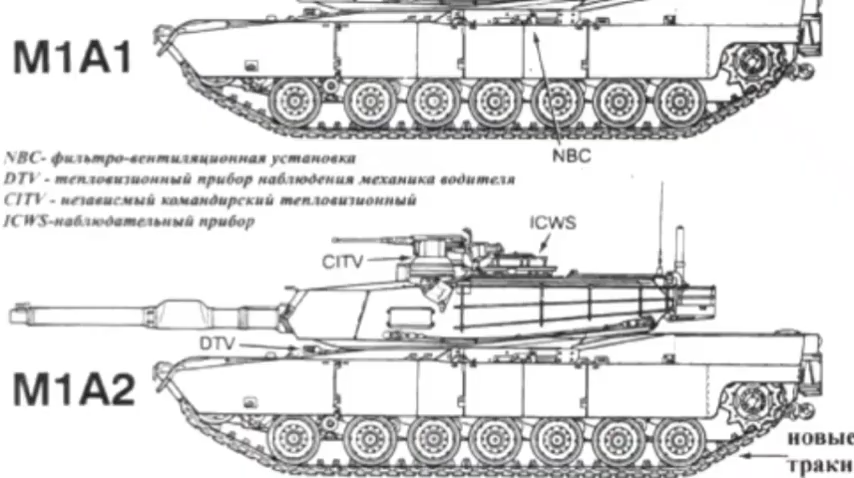 M1A1
NBC
NBC- фильтро-вентиляционная установка
DTV - тепловизионный прибор наблюдения механика водителя
CITV - независмый командирский тепловизионный
ICWS-наблюдательный прибор
ICWS
CITV
DTV
M1A2
новые
траки